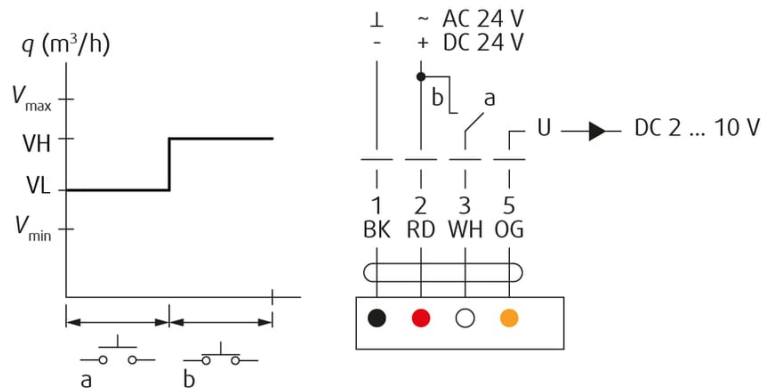 ⊥ ~ AC 24 V
- + DC 24 V
q (m³/h)
Vmax
VH
VL
Vmin
a b
b a
U DC 2 ... 10 V
1 2 3 5
BK RD WH OG